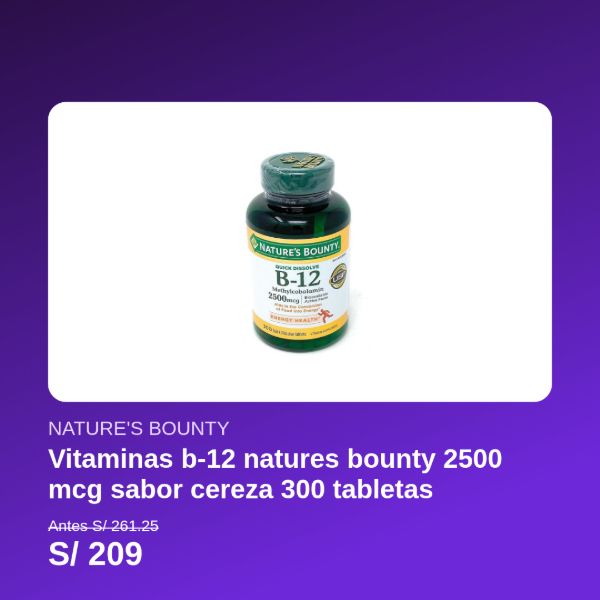 NATURE'S BOUNTY
QUICK DISSOLVE
B-12
Methylcobalamin
2500mcg
ENERGY HEALTH
NATURE'S BOUNTY
Vitaminas b-12 natures bounty 2500
mcg sabor cereza 300 tabletas
Antes S/ 261.25
S/ 209